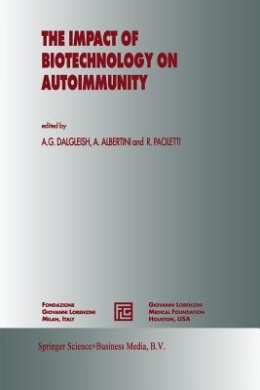 THE IMPACT OF
BIOTECHNOLOGY ON
AUTOIMMUNITY
edited by
A.G. DALGLEISH, A. ALBERTINI and R. PAOLETTI
FONDAZIONE
GIOVANNI LORENZINI
MILAN, ITALY
GIOVANNI LORENZINI
MEDICAL FOUNDATION
HOUSTON, USA
Springer Science+Business Media, B.V.